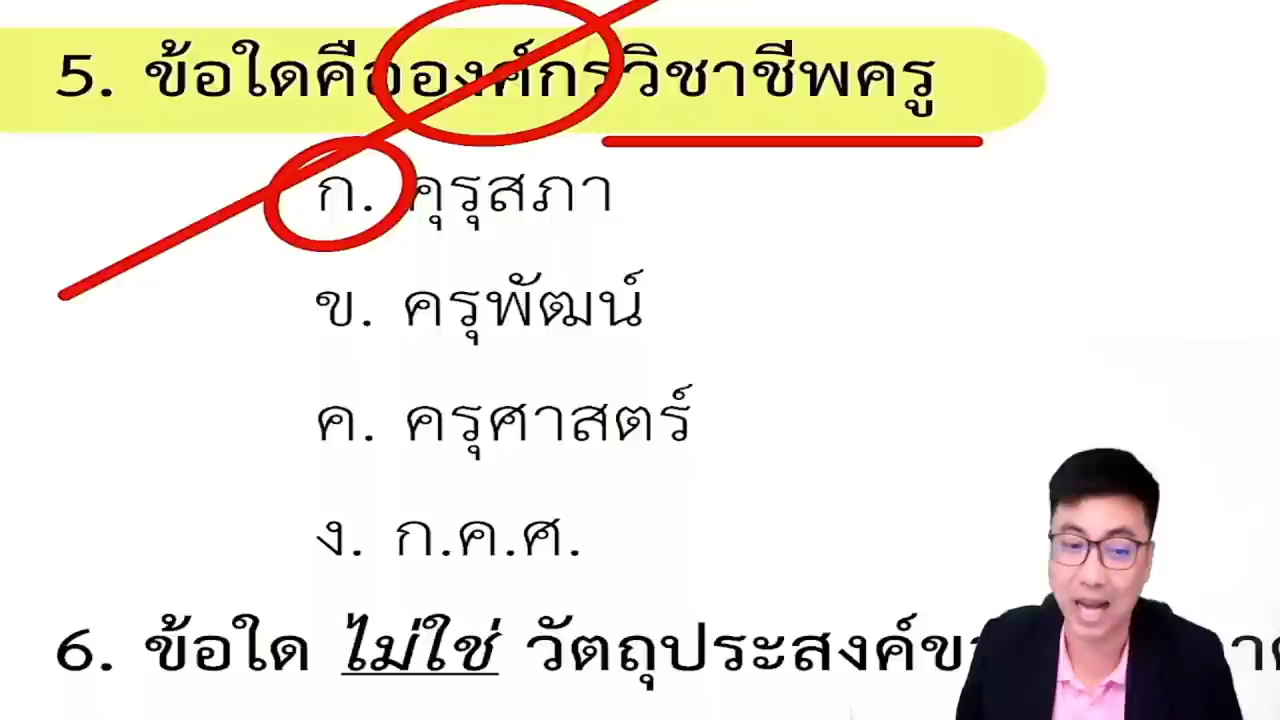 5. ข้อใดคือองค์กรวิชาชีพครู
ก. คุรุสภา
ข. ครุพัฒน์
ค. ครุศาสตร์
ง. ก.ค.ศ.
6. ข้อใด ไม่ใช่ วัตถุประสงค์